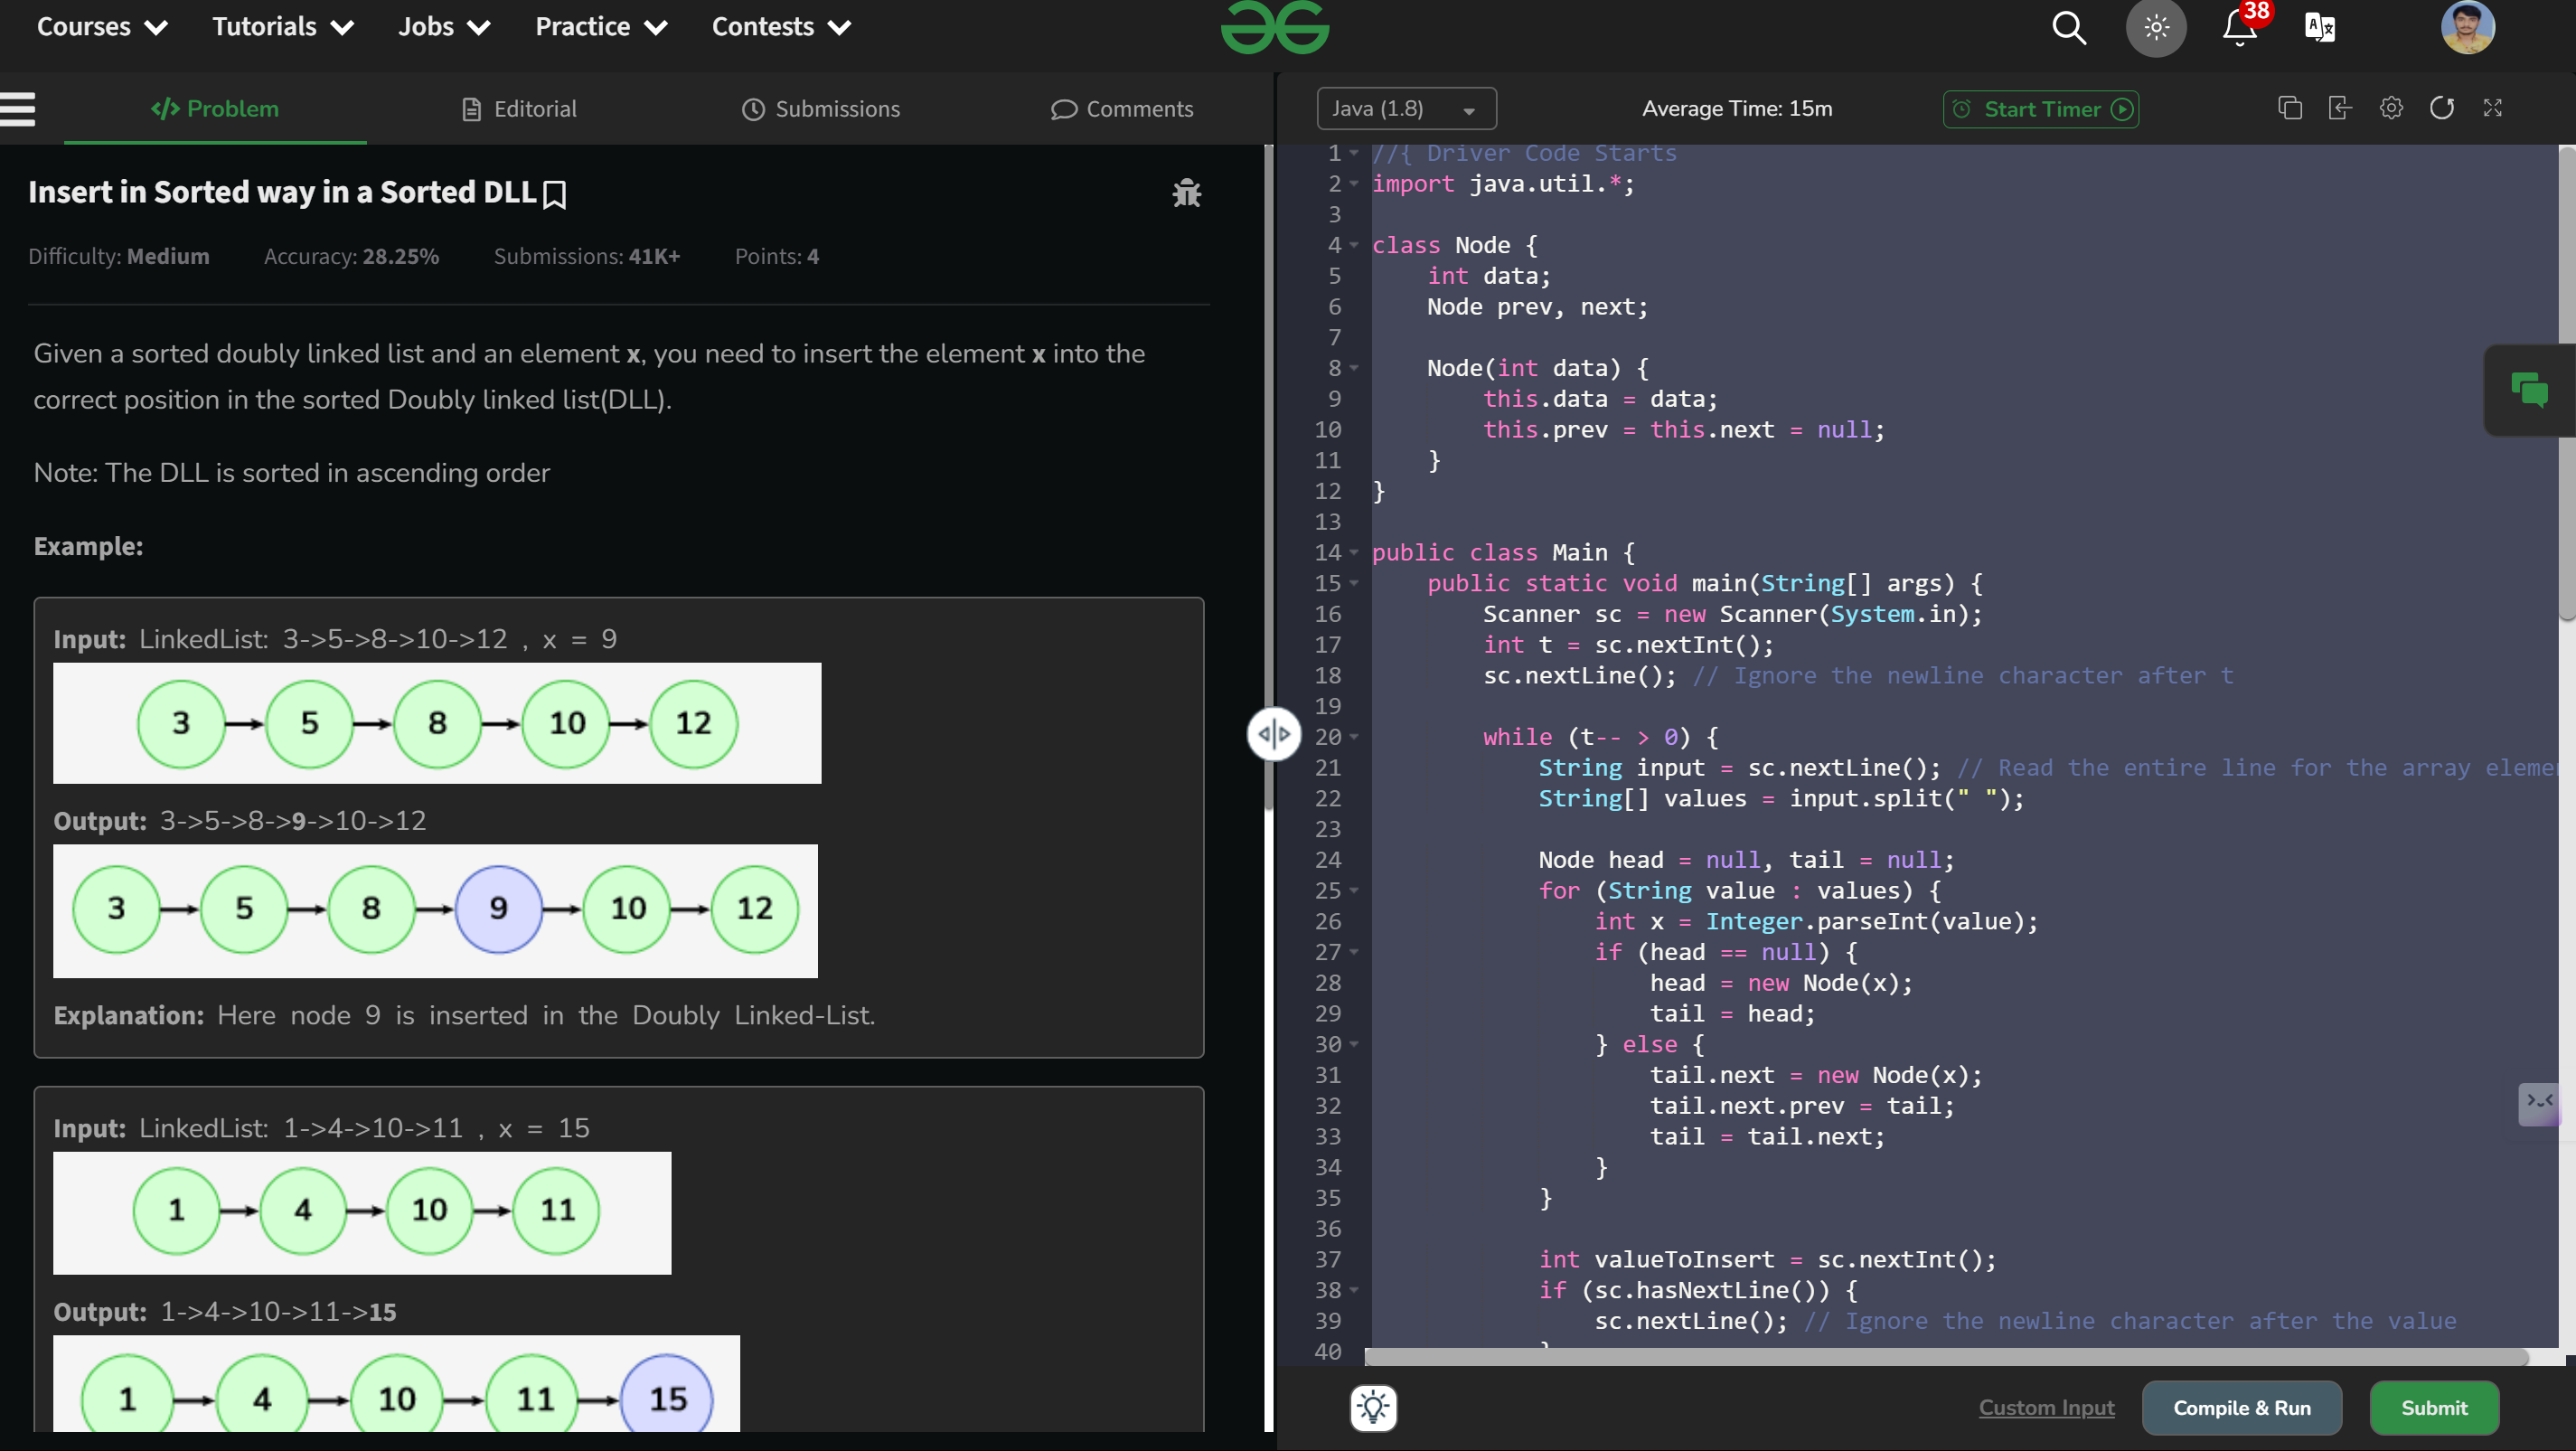 Courses Tutorials Jobs Practice Contests
38
Problem Editorial Submissions Comments
Insert in Sorted way in a Sorted DLL
Difficulty: Medium Accuracy: 28.25% Submissions: 41K+ Points: 4
Given a sorted doubly linked list and an element x, you need to insert the element x into the
correct position in the sorted Doubly linked list(DLL).
Note: The DLL is sorted in ascending order
Example:
Input: LinkedList: 3->5->8->10->12 , x = 9
3 5 8 10 12
Output: 3->5->8->9->10->12
3 5 8 9 10 12
Explanation: Here node 9 is inserted in the Doubly Linked-List.
Input: LinkedList: 1->4->10->11 , x = 15
1 4 10 11
Output: 1->4->10->11->15
1 4 10 11 15
Java (1.8) Average Time: 15m Start Timer
1 //{ Driver Code Starts
2 import java.util.*;
3
4 class Node {
5 int data;
6 Node prev, next;
7
8 Node(int data) {
9 this.data = data;
10 this.prev = this.next = null;
11 }
12 }
13
14 public class Main {
15 public static void main(String[] args) {
16 Scanner sc = new Scanner(System.in);
17 int t = sc.nextInt();
18 sc.nextLine(); // Ignore the newline character after t
19
20 while (t-- > 0) {
21 String input = sc.nextLine(); // Read the entire line for the array eleme
22 String[] values = input.split(" ");
23
24 Node head = null, tail = null;
25 for (String value : values) {
26 int x = Integer.parseInt(value);
27 if (head == null) {
28 head = new Node(x);
29 tail = head;
30 } else {
31 tail.next = new Node(x);
32 tail.next.prev = tail;
33 tail = tail.next;
34 }
35 }
36
37 int valueToInsert = sc.nextInt();
38 if (sc.hasNextLine()) {
39 sc.nextLine(); // Ignore the newline character after the value
40 }
Custom Input Compile & Run Submit